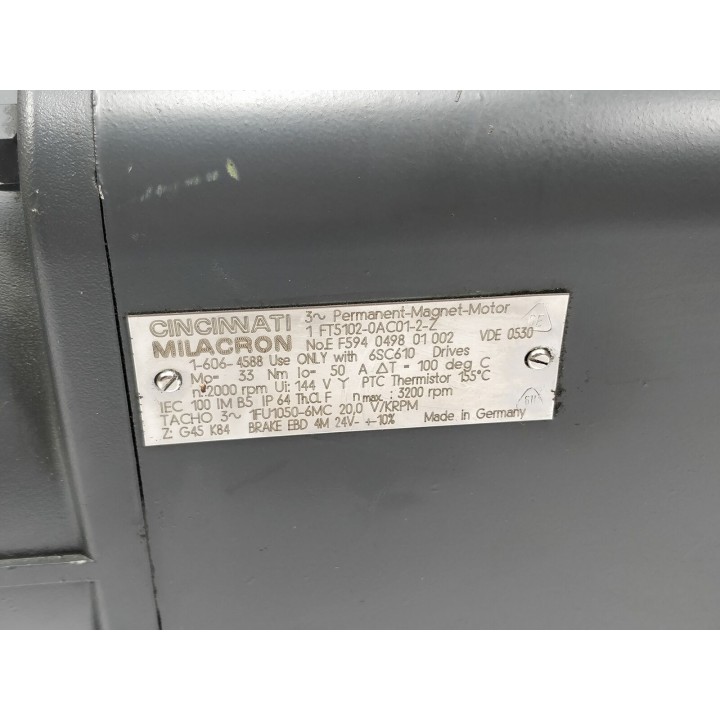 CINCINNATI
MILACRON
3~ Permanent-Magnet-Motor
1 FT5102-0AC01-2-Z
No.E F594 0498 01 002 VDE 0530
1-606-4588 Use ONLY with 6SC610 Drives
Mo- 33 Nm Io- 50 A ΔT = 100 deg C
n:2000 rpm Ui: 144 V Y PTC Thermistor 155°C
IEC 100 IM B5 IP 64 Th.Cl.F n max.: 3200 rpm
TACHO 3~ 1FU1050-6MC 20,0 V/KRPM
Z: G45 K84 BRAKE EBD 4M 24V- +-10% Made in Germany